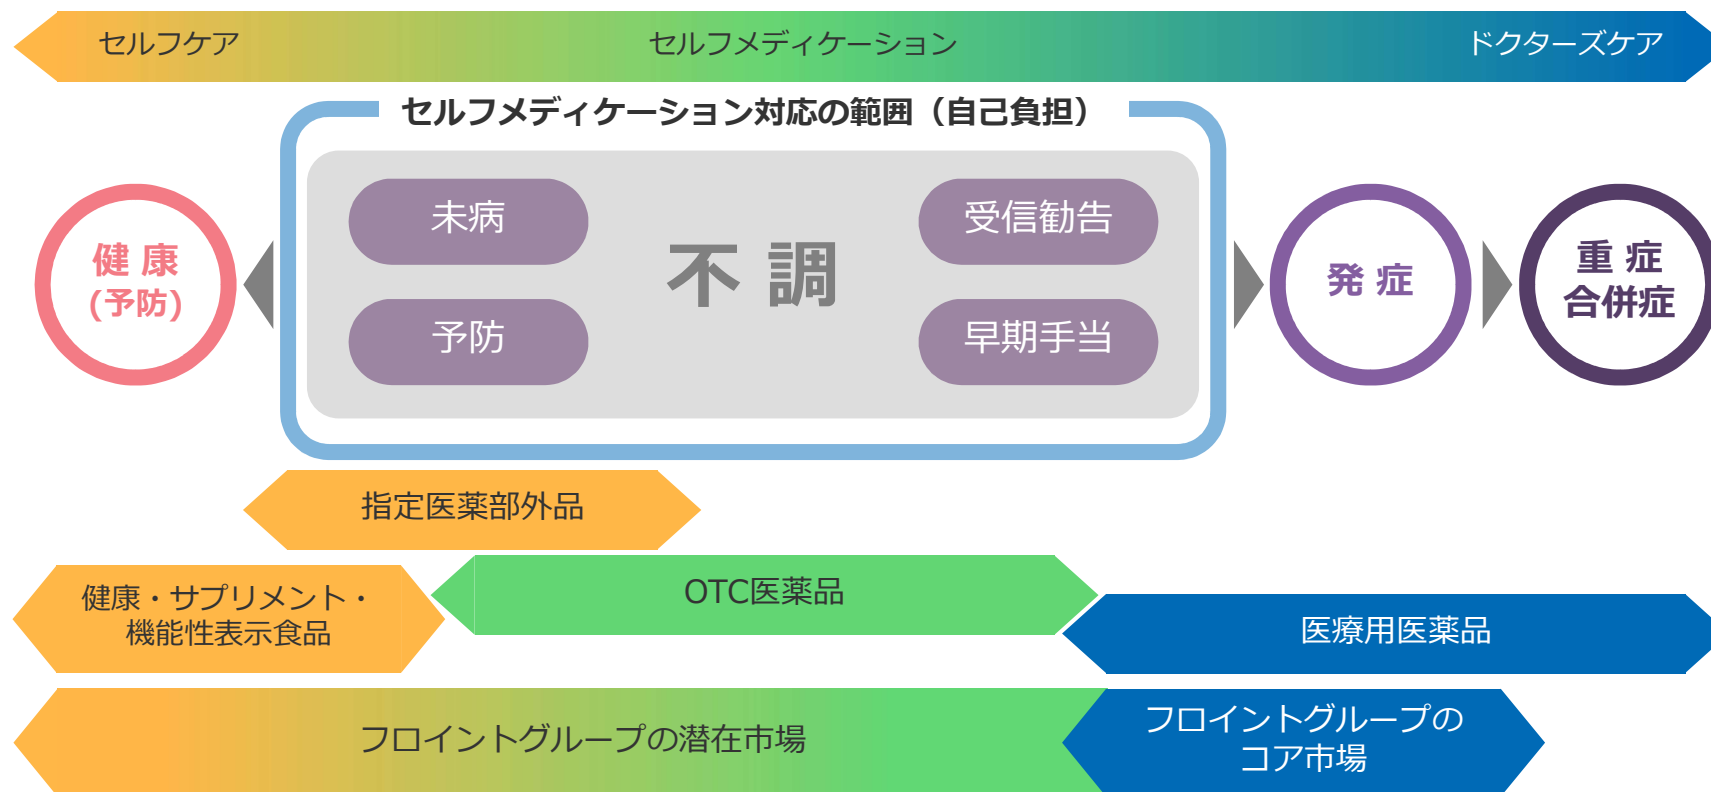 セルフケア
セルフメディケーション
ドクターズケア
セルフメディケーション対応の範囲（自己負担）
健 康
(予防)
未病
予防
不 調
受信勧告
早期手当
発 症
重 症
合併症
指定医薬部外品
健康・サプリメント・
機能性表示食品
OTC医薬品
医療用医薬品
フロイントグループの潜在市場
フロイントグループの
コア市場